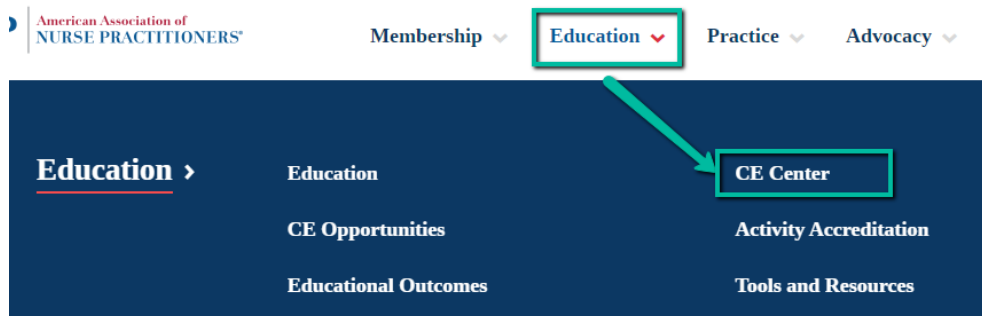 American Association of
NURSE PRACTITIONERS®
Membership Education Practice Advocacy
Education ›
Education
CE Center
CE Opportunities
Activity Accreditation
Educational Outcomes
Tools and Resources